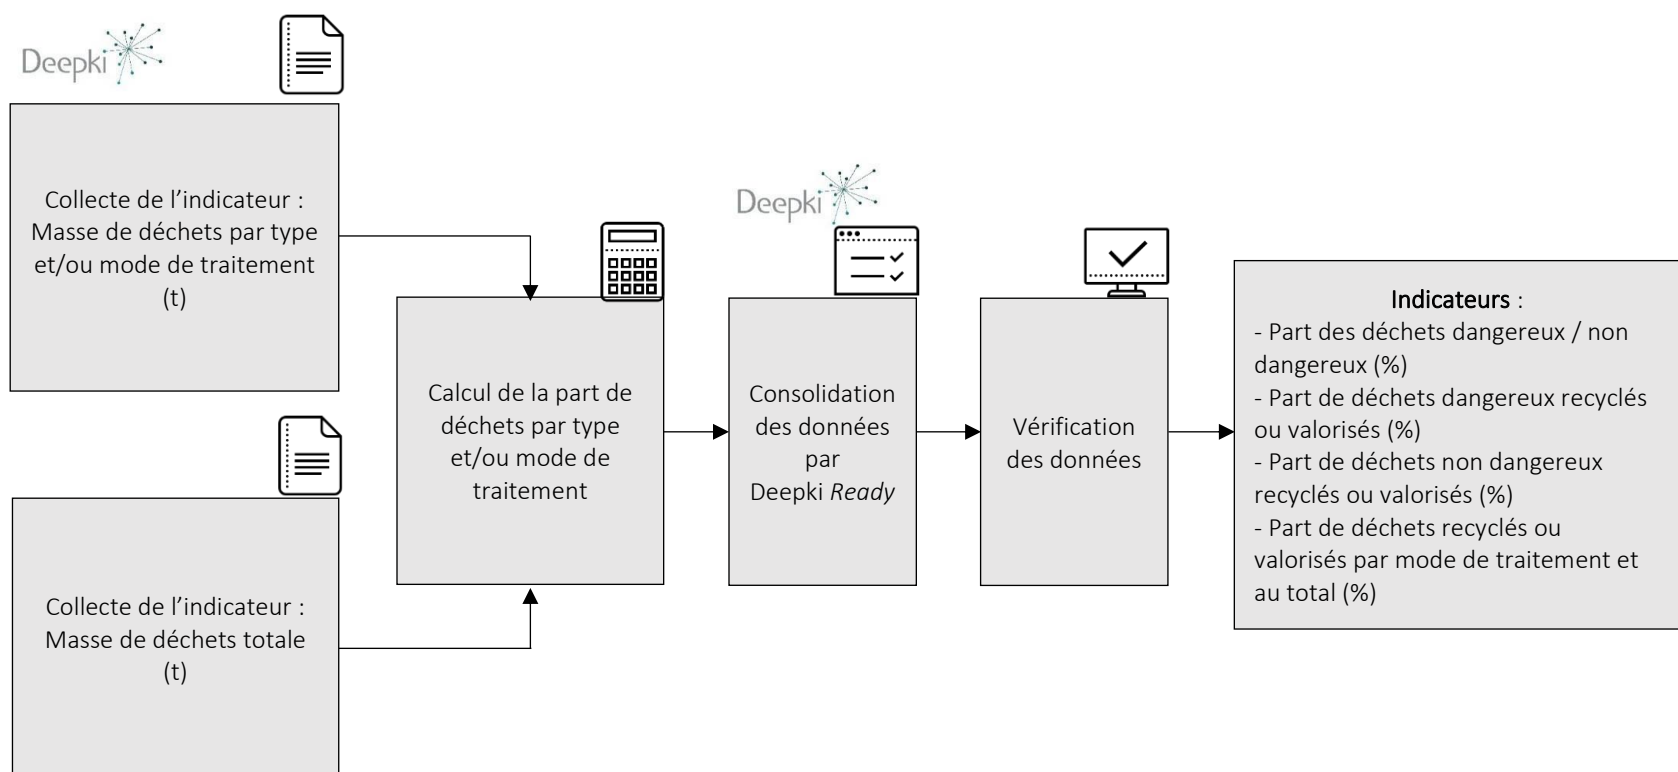 Deepki
Collecte de l’indicateur :
Masse de déchets par type
et/ou mode de traitement
(t)
Collecte de l’indicateur :
Masse de déchets totale
(t)
Calcul de la part de
déchets par type
et/ou mode de
traitement
Deepki
Consolidation
des données
par
Deepki Ready
Vérification
des données
Indicateurs :
- Part des déchets dangereux / non
dangereux (%)
- Part de déchets dangereux recyclés
ou valorisés (%)
- Part de déchets non dangereux
recyclés ou valorisés (%)
- Part de déchets recyclés ou
valorisés par mode de traitement et
au total (%)